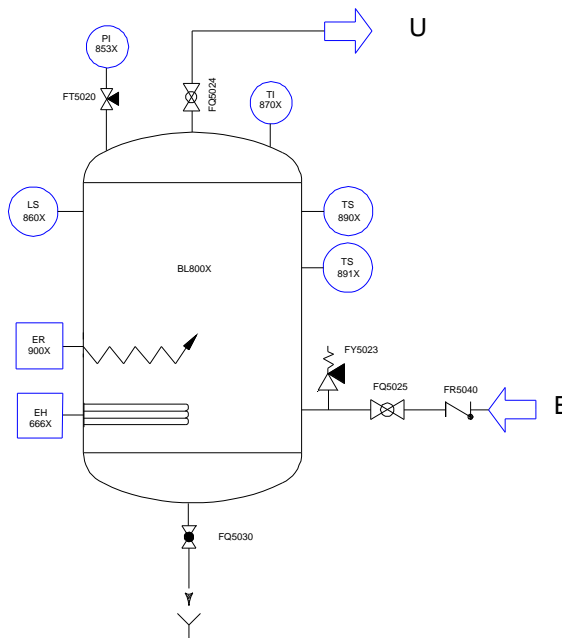 U
PI
853X
FT5020
FQ5024
TI
870X
LS
860X
TS
890X
BL800X
TS
891X
ER
900X
FY5023
EH
666X
FQ5025
FR5040
E
FQ5030